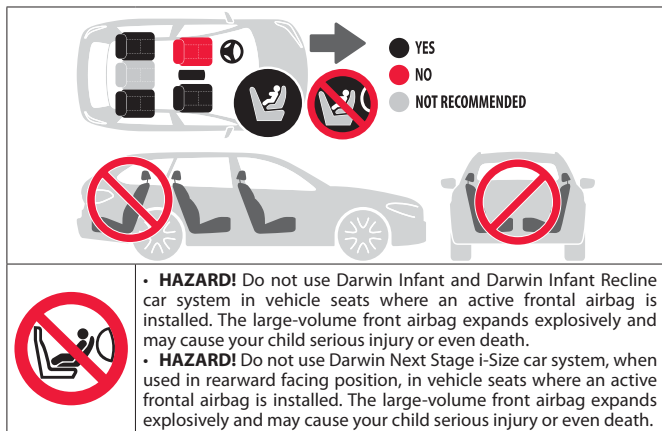 YES
NO
NOT RECOMMENDED
• HAZARD! Do not use Darwin Infant and Darwin Infant Recline
car system in vehicle seats where an active frontal airbag is
installed. The large-volume front airbag expands explosively and
may cause your child serious injury or even death.
• HAZARD! Do not use Darwin Next Stage i-Size car system, when
used in rearward facing position, in vehicle seats where an active
frontal airbag is installed. The large-volume front airbag expands
explosively and may cause your child serious injury or even death.